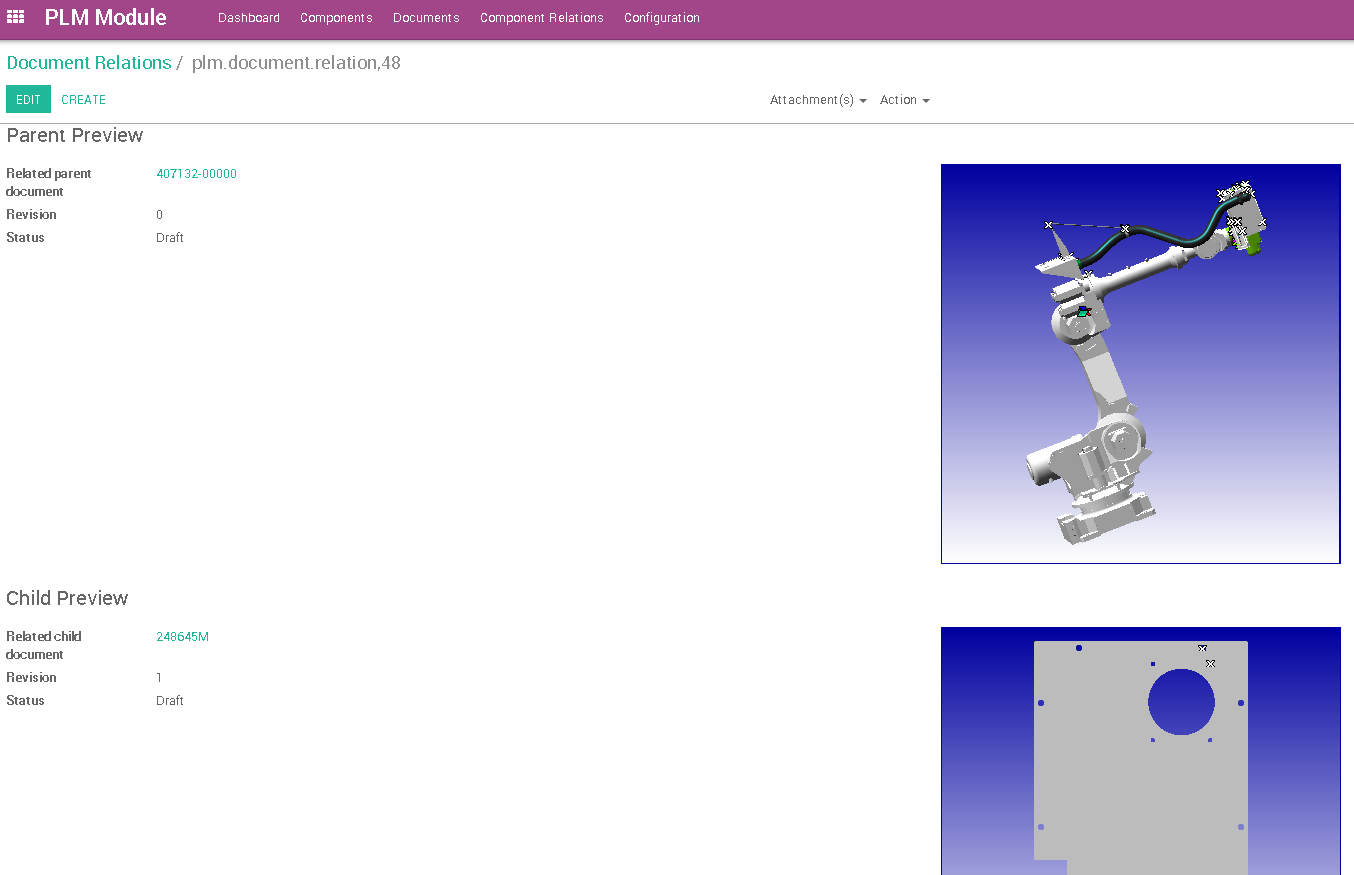 PLM Module Dashboard Components Documents Component Relations Configuration
Document Relations / plm.document.relation,48
EDIT CREATE Attachment(s) Action
Parent Preview
Related parent document 407132-00000
Revision 0
Status Draft
Child Preview
Related child document 248645M
Revision 1
Status Draft